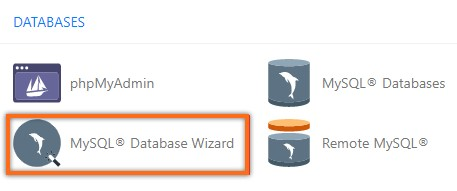 DATABASES
phpMyAdmin
MySQL® Databases
MySQL® Database Wizard
Remote MySQL®